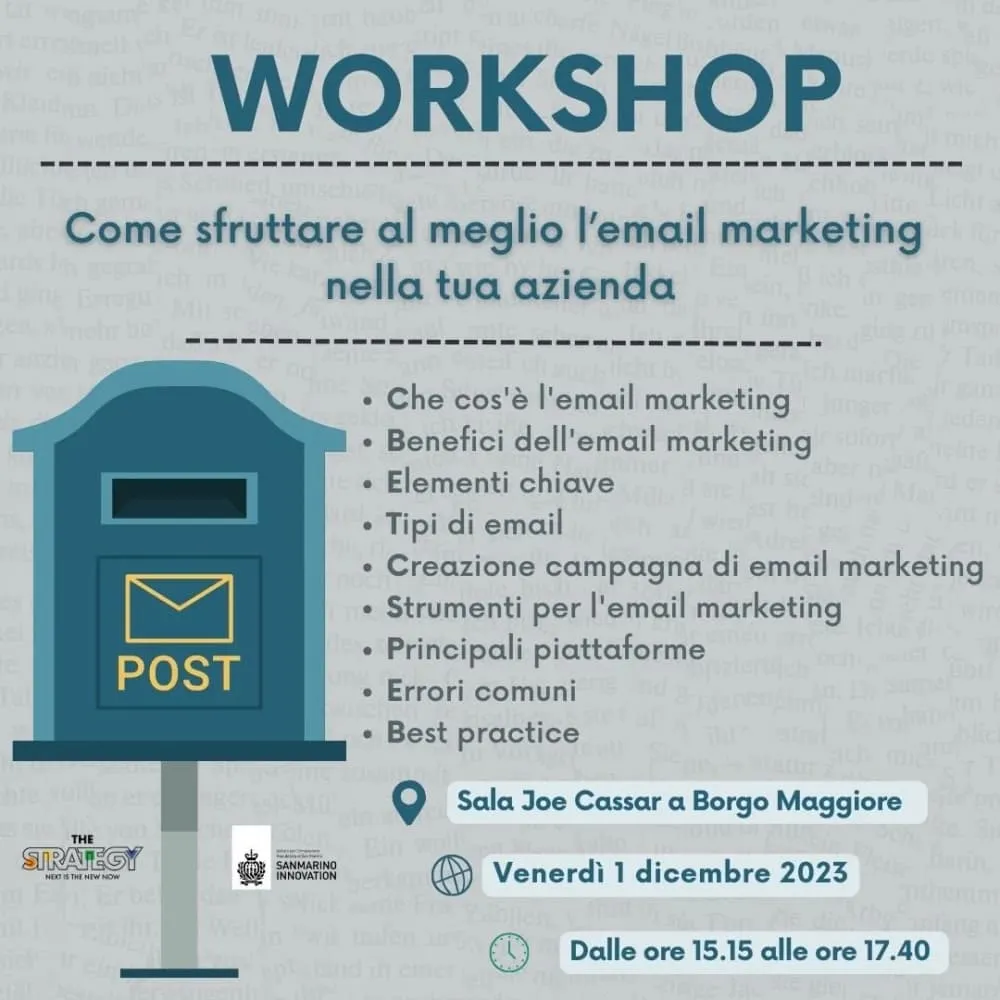 WORKSHOP
Come sfruttare al meglio l'email marketing
nella tua azienda
• Che cos'è l'email marketing
• Benefici dell'email marketing
• Elementi chiave
• Tipi di email
• Creazione campagna di email marketing
• Strumenti per l'email marketing
• Principali piattaforme
• Errori comuni
• Best practice
POST
Sala Joe Cassar a Borgo Maggiore
Venerdì 1 dicembre 2023
Dalle ore 15.15 alle ore 17.40
THE
STRATEGY
NEXT IS THE NEW NOW
SANMARINO
INNOVATION